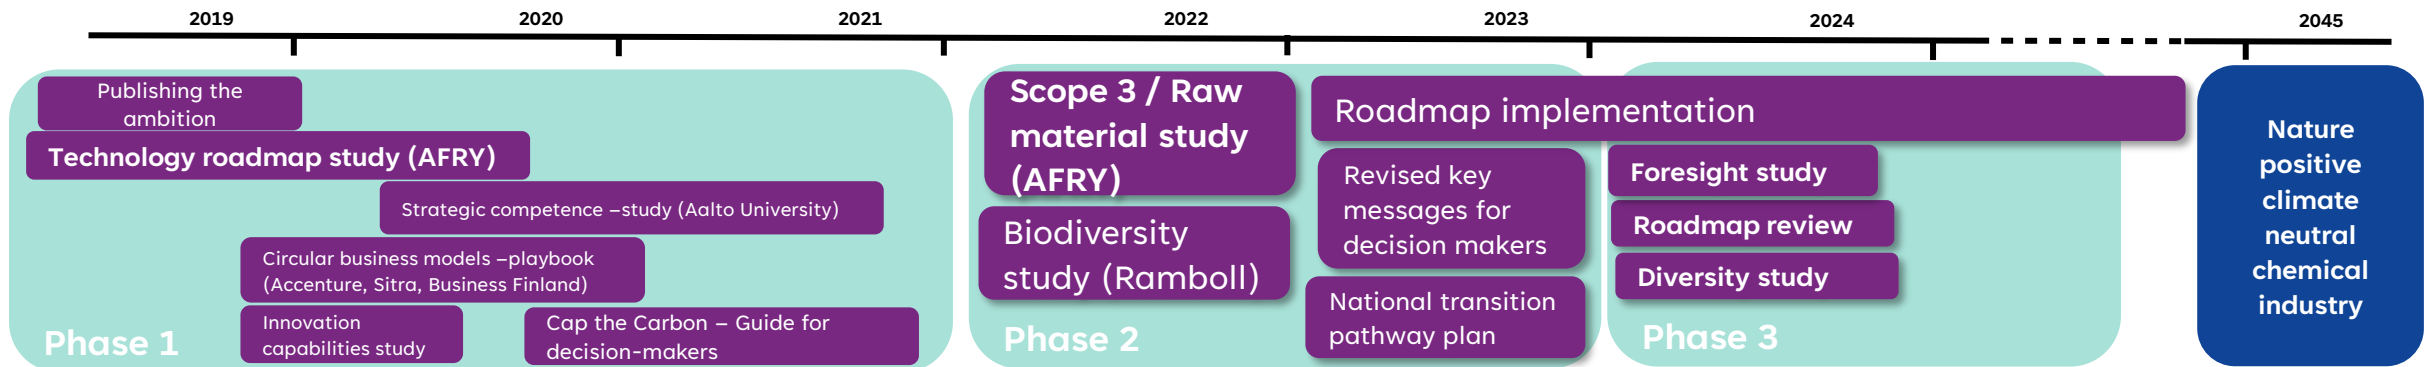 2019
2020
2021
2022
2023
2024
2045
Publishing the
ambition
Technology roadmap study (AFRY)
Strategic competence –study (Aalto University)
Circular business models –playbook
(Accenture, Sitra, Business Finland)
Innovation
capabilities study
Cap the Carbon – Guide for
decision-makers
Phase 1
Scope 3 / Raw
material study
(AFRY)
Biodiversity
study (Ramboll)
Phase 2
Roadmap implementation
Revised key
messages for
decision makers
National transition
pathway plan
Foresight study
Roadmap review
Diversity study
Phase 3
Nature
positive
climate
neutral
chemical
industry